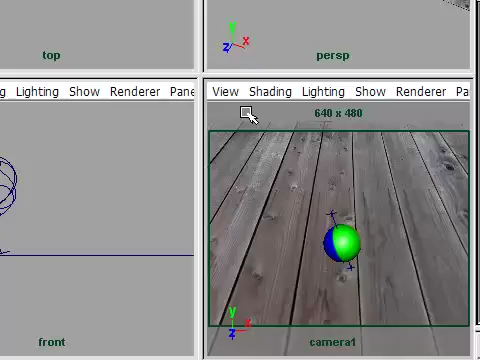 top
y
x
z
persp
g Lighting Show Renderer Pane
View Shading Lighting Show Renderer Pa
640 x 480
y
x
z
front
camera1